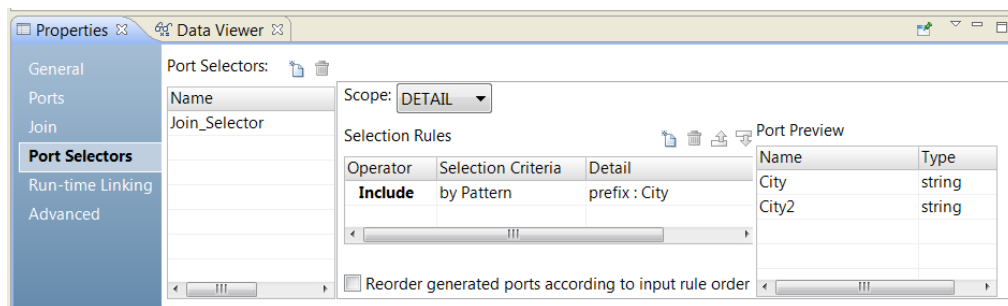 Properties Data Viewer
General
Ports
Join
Port Selectors
Run-time Linking
Advanced
Port Selectors:
Name
Join_Selector
Scope: DETAIL
Selection Rules
Operator Selection Criteria Detail
Include by Pattern prefix : City
Reorder generated ports according to input rule order
Port Preview
Name Type
City string
City2 string